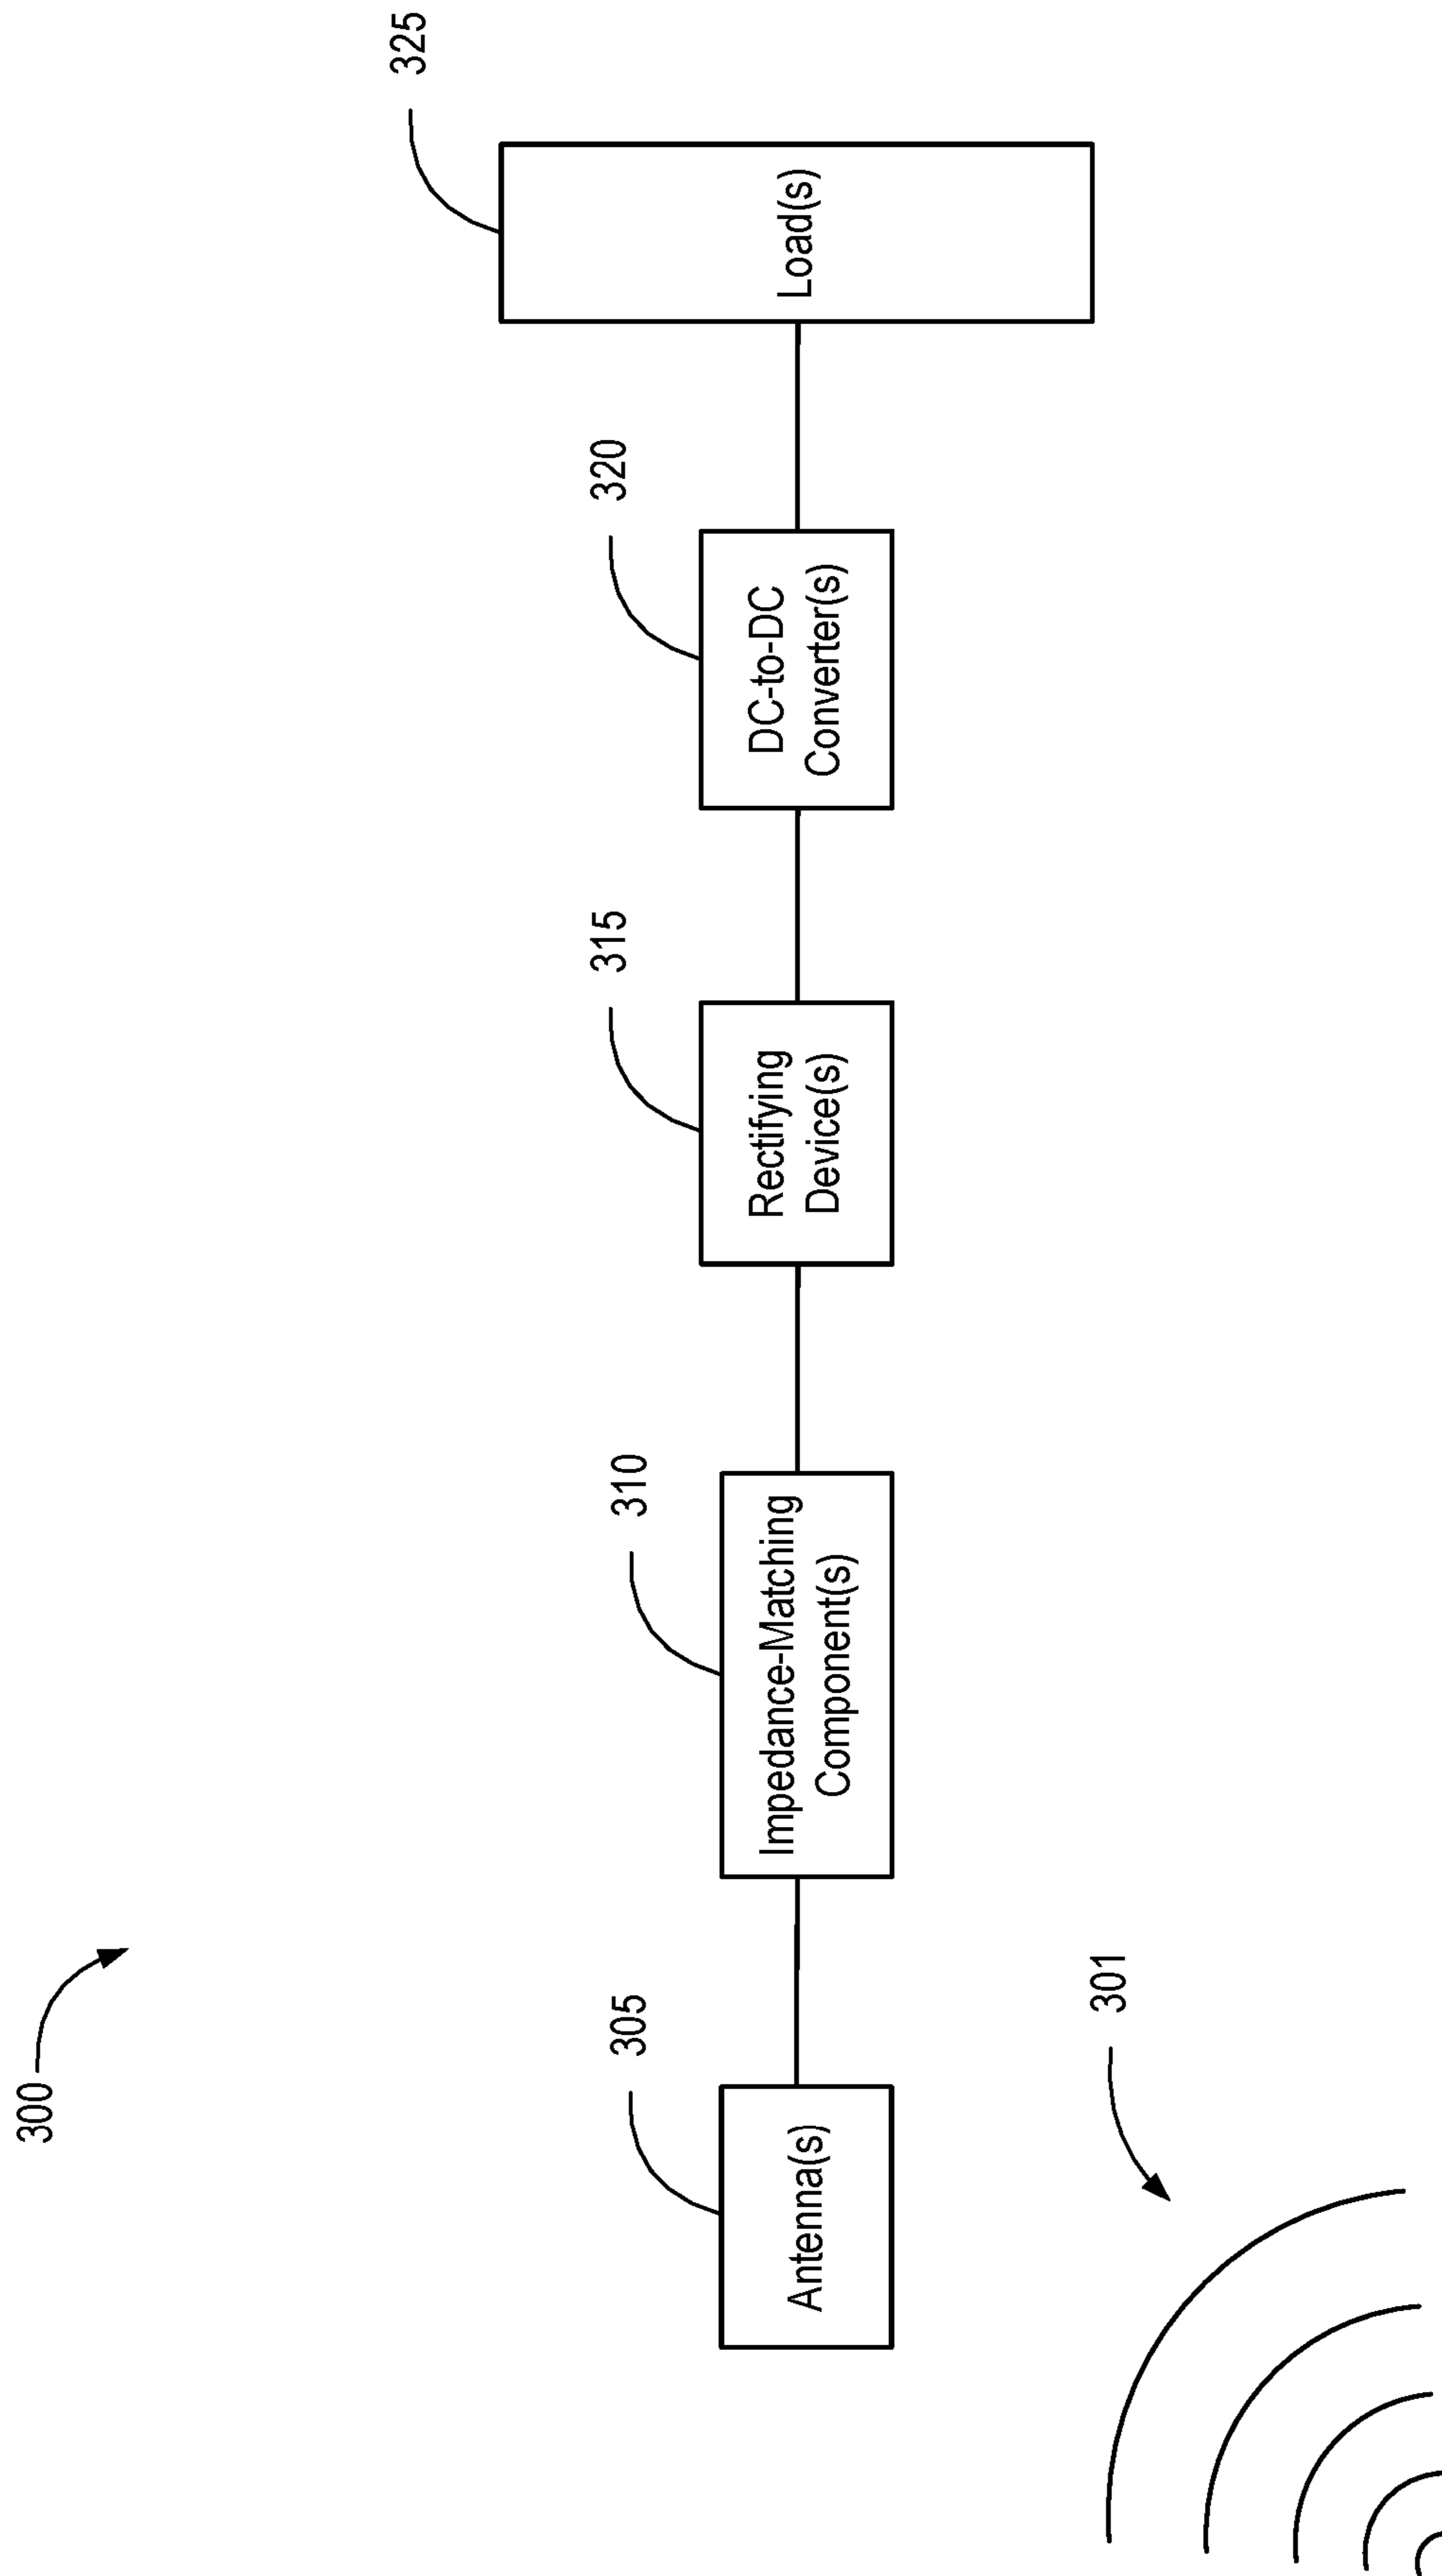 300
305
Antenna(s)
310
Impedance-Matching
Component(s)
315
Rectifying
Device(s)
320
DC-to-DC
Converter(s)
325
Load(s)
301